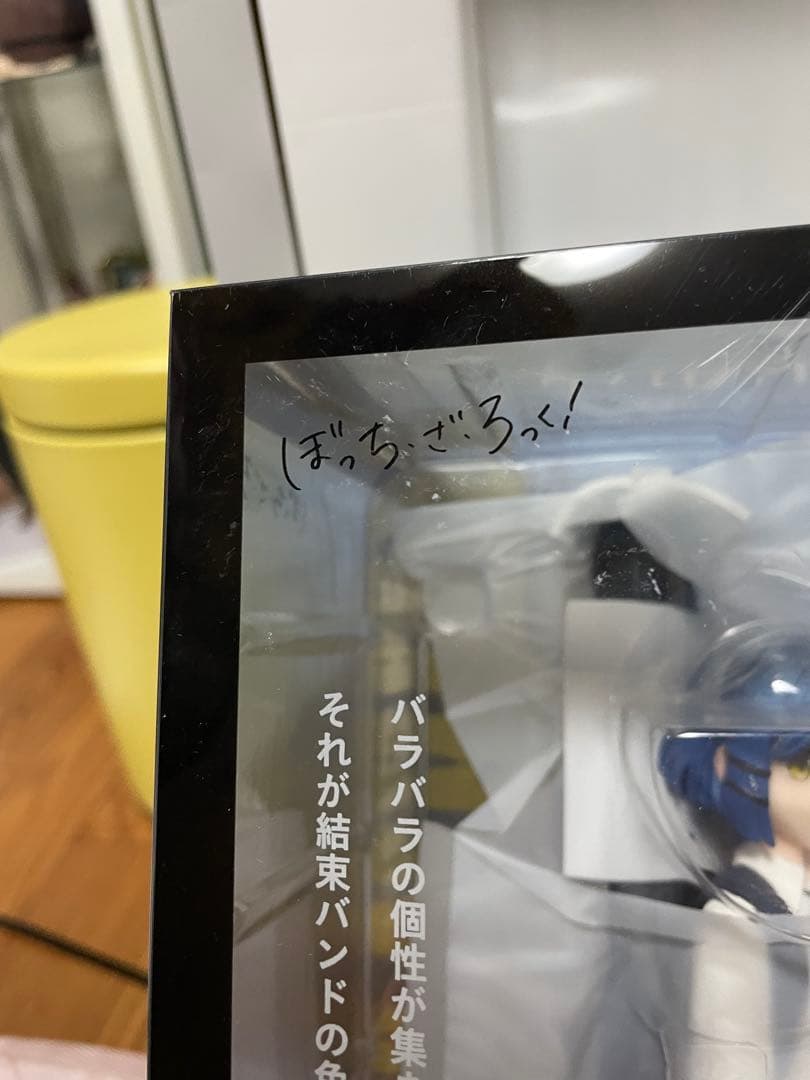 ぼっち・ざ・ろっく!
バラバラの個性が集
それが結束バンドの